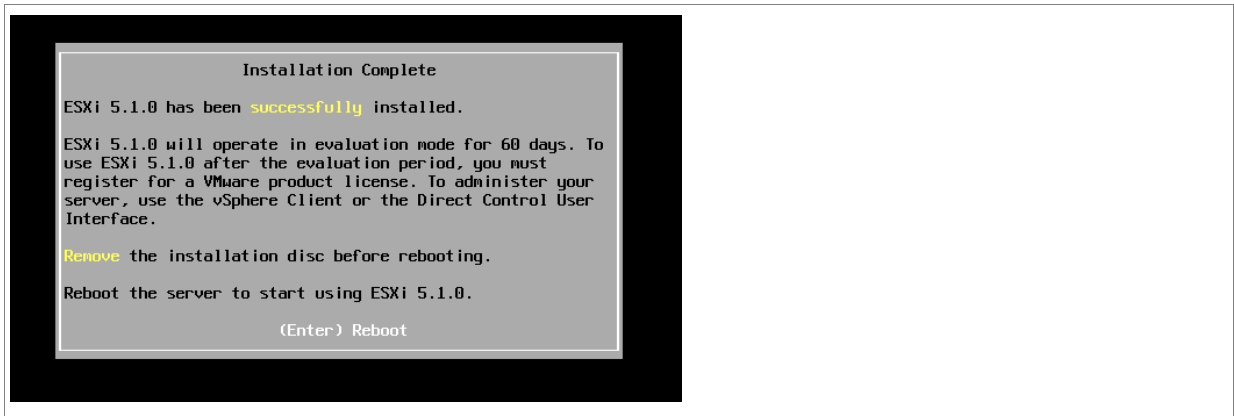 Installation Complete
ESXi 5.1.0 has been successfully installed.
ESXi 5.1.0 will operate in evaluation mode for 60 days. To
use ESXi 5.1.0 after the evaluation period, you must
register for a VMware product license. To administer your
server, use the vSphere Client or the Direct Control User
Interface.
Remove the installation disc before rebooting.
Reboot the server to start using ESXi 5.1.0.
(Enter) Reboot